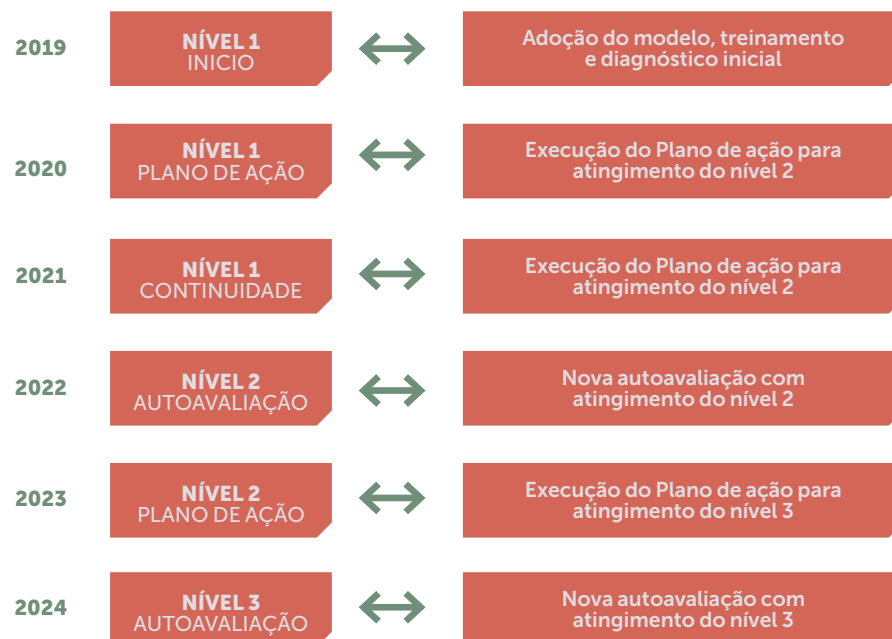 2019
NÍVEL 1
INICIO
Adoção do modelo, treinamento
e diagnóstico inicial
2020
NÍVEL 1
PLANO DE AÇÃO
Execução do Plano de ação para
atingimento do nível 2
2021
NÍVEL 1
CONTINUIDADE
Execução do Plano de ação para
atingimento do nível 2
2022
NÍVEL 2
AUTOAVALIAÇÃO
Nova autoavaliação com
atingimento do nível 2
2023
NÍVEL 2
PLANO DE AÇÃO
Execução do Plano de ação para
atingimento do nível 3
2024
NÍVEL 3
AUTOAVALIAÇÃO
Nova autoavaliação com
atingimento do nível 3